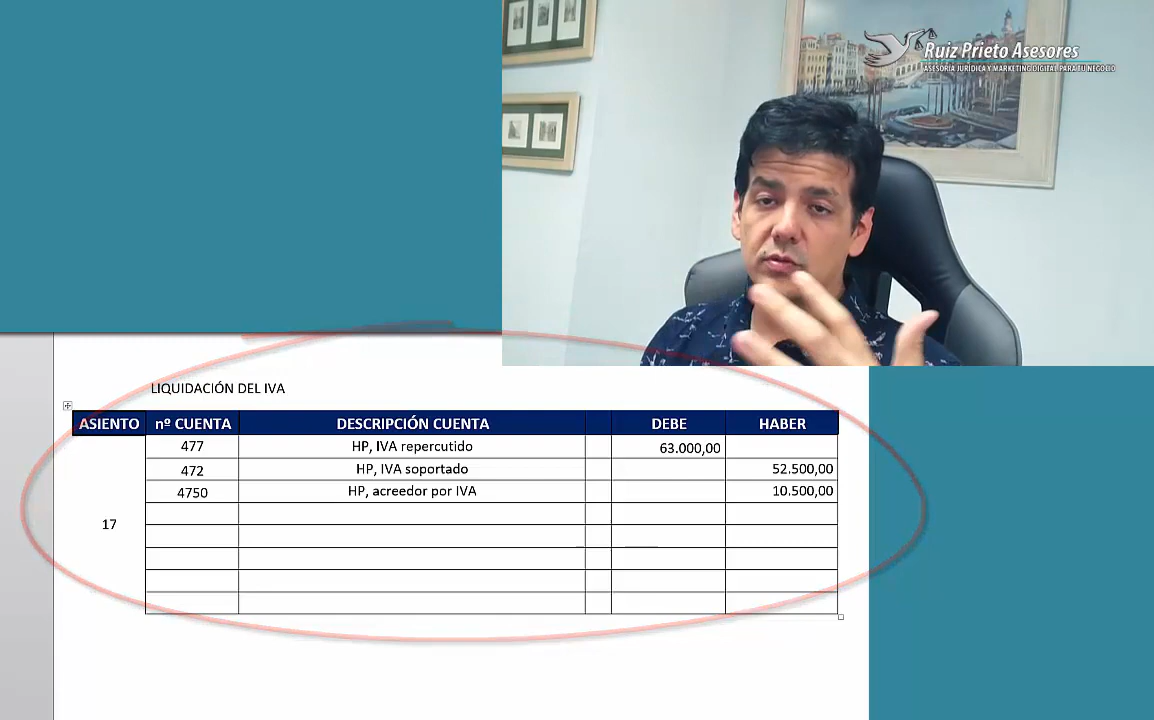 Ruiz Prieto Asesores
ASESORÍA JURÍDICA Y MARKETING DIGITAL PARA TU NEGOCIO
LIQUIDACIÓN DEL IVA
ASIENTO nº CUENTA DESCRIPCIÓN CUENTA DEBE HABER
477 HP, IVA repercutido 63.000,00
472 HP, IVA soportado 52.500,00
4750 HP, acreedor por IVA 10.500,00
17